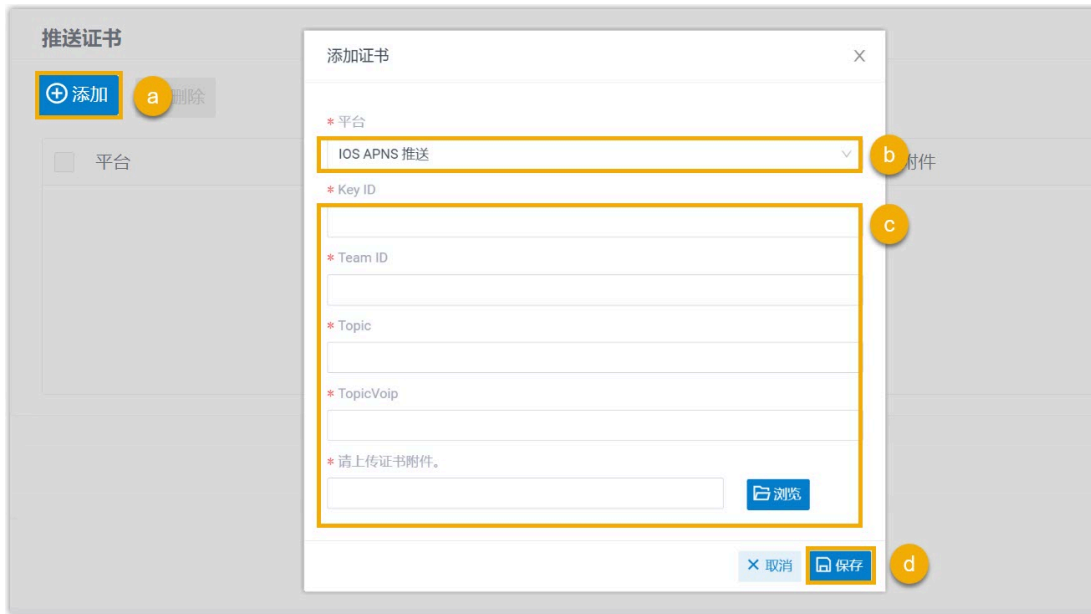 推送证书
添加
a
删除
平台
附件
添加证书
* 平台
IOS APNS 推送
b
* Key ID
c
* Team ID
* Topic
* TopicVoip
* 请上传证书附件。
浏览
取消
保存
d